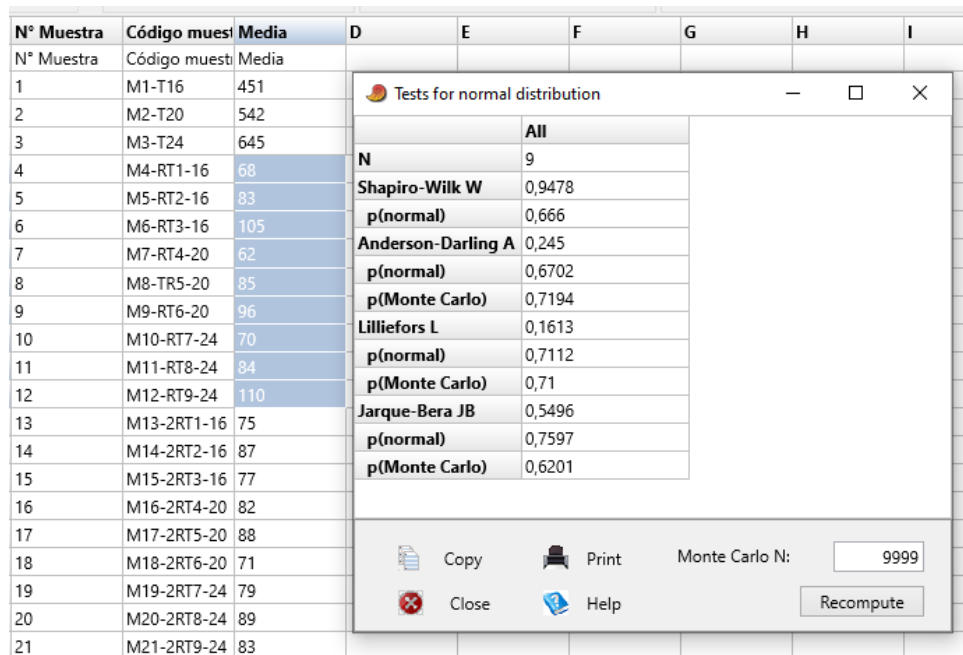 N° Muestra Código muest Media D E F G H I
N° Muestra Código muest Media
1 M1-T16 451
2 M2-T20 542
3 M3-T24 645
4 M4-RT1-16 68
5 M5-RT2-16 83
6 M6-RT3-16 105
7 M7-RT4-20 62
8 M8-TR5-20 85
9 M9-RT6-20 96
10 M10-RT7-24 70
11 M11-RT8-24 84
12 M12-RT9-24 110
13 M13-2RT1-16 75
14 M14-2RT2-16 87
15 M15-2RT3-16 77
16 M16-2RT4-20 82
17 M17-2RT5-20 88
18 M18-2RT6-20 71
19 M19-2RT7-24 79
20 M20-2RT8-24 89
21 M21-2RT9-24 83
Tests for normal distribution
All
N 9
Shapiro-Wilk W 0,9478
p(normal) 0,666
Anderson-Darling A 0,245
p(normal) 0,6702
p(Monte Carlo) 0,7194
Lilliefors L 0,1613
p(normal) 0,7112
p(Monte Carlo) 0,71
Jarque-Bera JB 0,5496
p(normal) 0,7597
p(Monte Carlo) 0,6201
Copy Print Monte Carlo N: 9999
Close Help Recompute